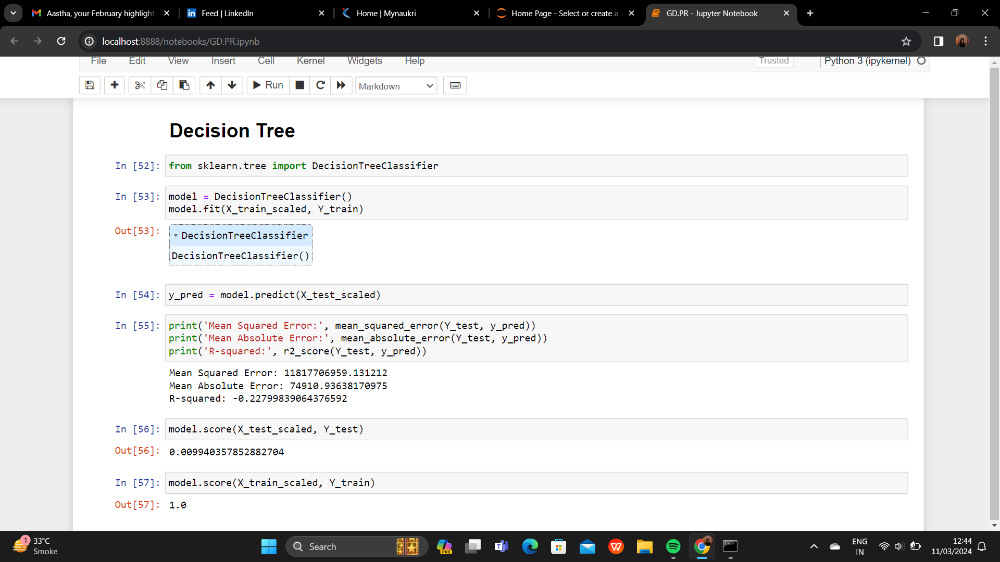 Aastha, your February highlight
Feed | LinkedIn
Home | Mynaukri
Home Page - Select or create a
GD.PR - Jupyter Notebook
localhost:8888/notebooks/GD.PR.ipynb
File Edit View Insert Cell Kernel Widgets Help
Trusted
Python 3 (ipykernel)
Run
Markdown
Decision Tree
In [52]: from sklearn.tree import DecisionTreeClassifier
In [53]: model = DecisionTreeClassifier()
model.fit(X_train_scaled, Y_train)
Out[53]: DecisionTreeClassifier
DecisionTreeClassifier()
In [54]: y_pred = model.predict(X_test_scaled)
In [55]: print('Mean Squared Error:', mean_squared_error(Y_test, y_pred))
print('Mean Absolute Error:', mean_absolute_error(Y_test, y_pred))
print('R-squared:', r2_score(Y_test, y_pred))
Mean Squared Error: 11817706959.131212
Mean Absolute Error: 74910.93638170975
R-squared: -0.22799839064376592
In [56]: model.score(X_test_scaled, Y_test)
Out[56]: 0.009940357852882704
In [57]: model.score(X_train_scaled, Y_train)
Out[57]: 1.0
1
33°C
Smoke
Search
PRE
ENG
IN
12:44
11/03/2024